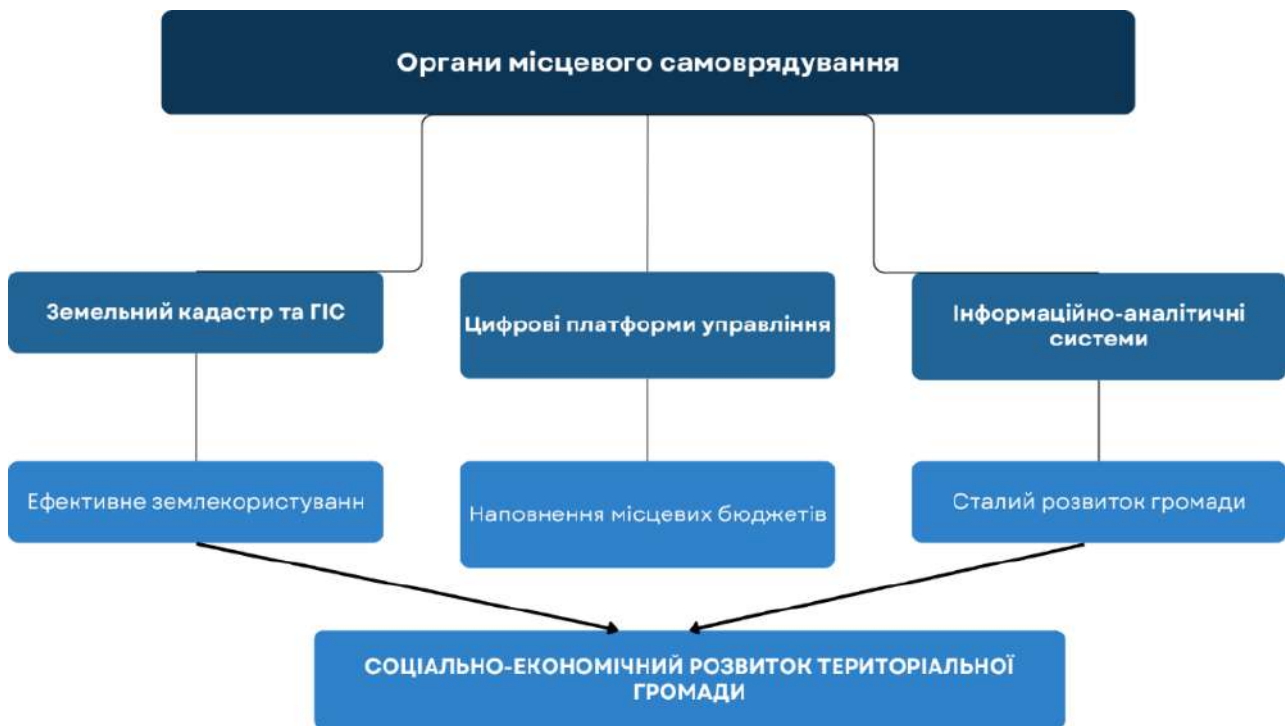 Органи місцевого самоврядування
Земельний кадастр та ГІС
Цифрові платформи управління
Інформаційно-аналітичні
системи
Ефективне землекористуванн
Наповнення місцевих бюджетів
Сталий розвиток громади
СОЦІАЛЬНО-ЕКОНОМІЧНИЙ РОЗВИТОК ТЕРИТОРІАЛЬНОЇ
ГРОМАДИ